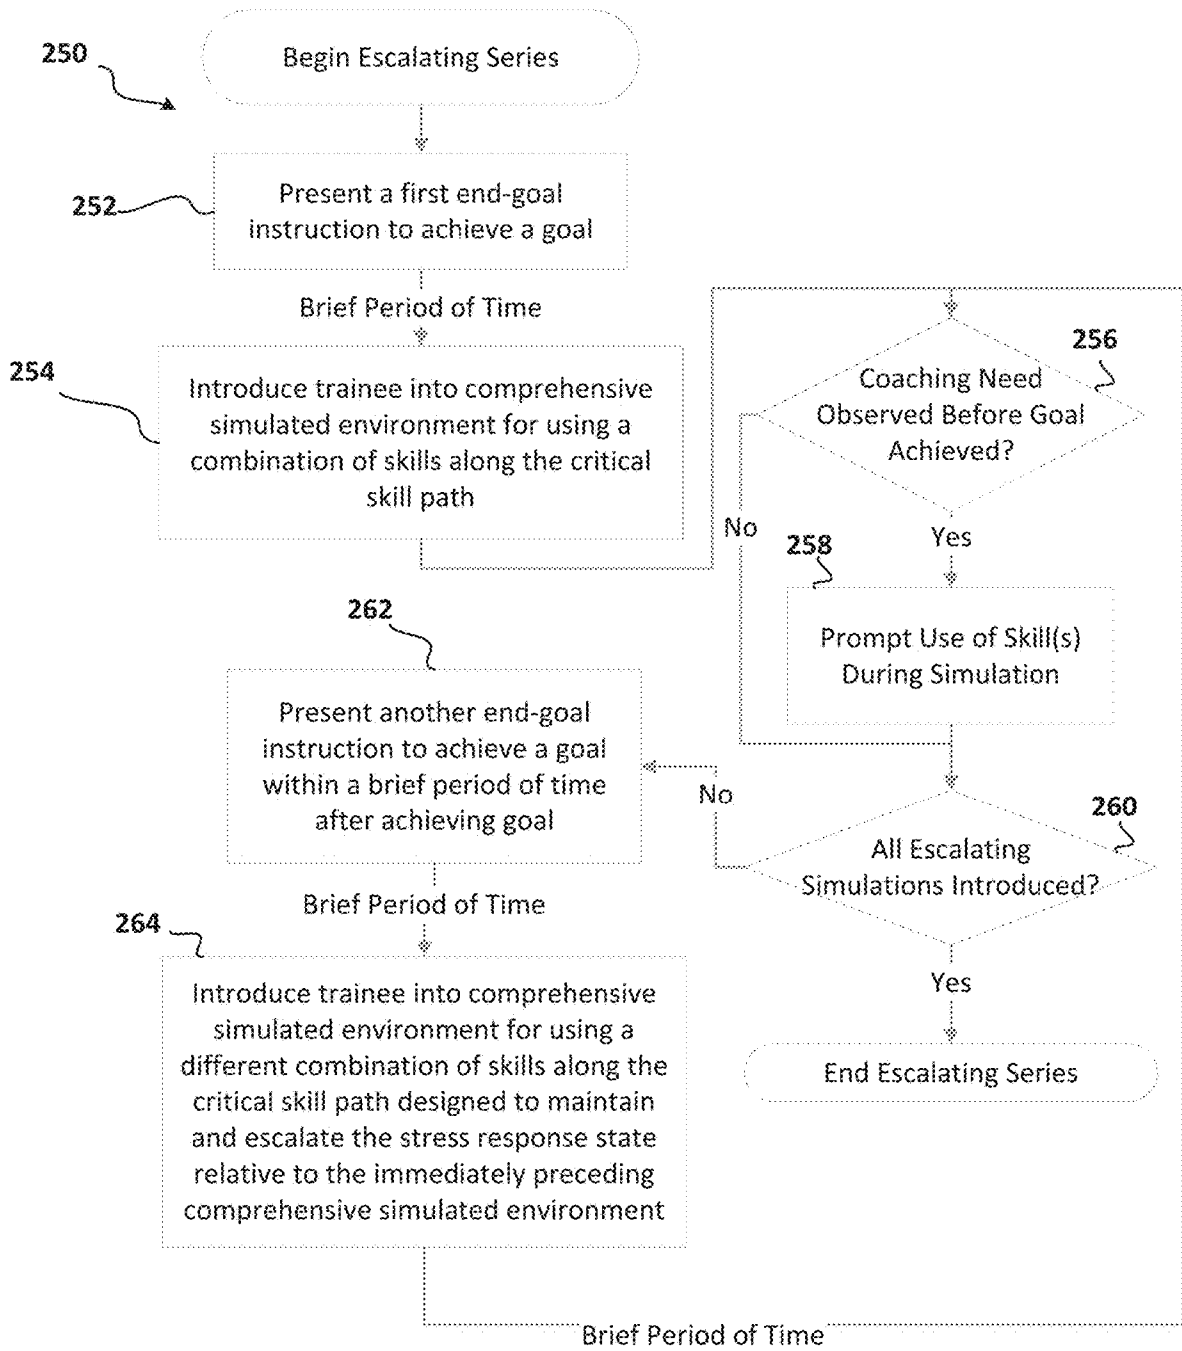 250
Begin Escalating Series
252
Present a first end-goal
instruction to achieve a goal
Brief Period of Time
254
Introduce trainee into comprehensive
simulated environment for using a
combination of skills along the critical
skill path
256
Coaching Need
Observed Before Goal
Achieved?
No
Yes
258
Prompt Use of Skill(s)
During Simulation
260
All Escalating
Simulations Introduced?
No
Yes
End Escalating Series
262
Present another end-goal
instruction to achieve a goal
within a brief period of time
after achieving goal
Brief Period of Time
264
Introduce trainee into comprehensive
simulated environment for using a
different combination of skills along the
critical skill path designed to maintain
and escalate the stress response state
relative to the immediately preceding
comprehensive simulated environment
Brief Period of Time